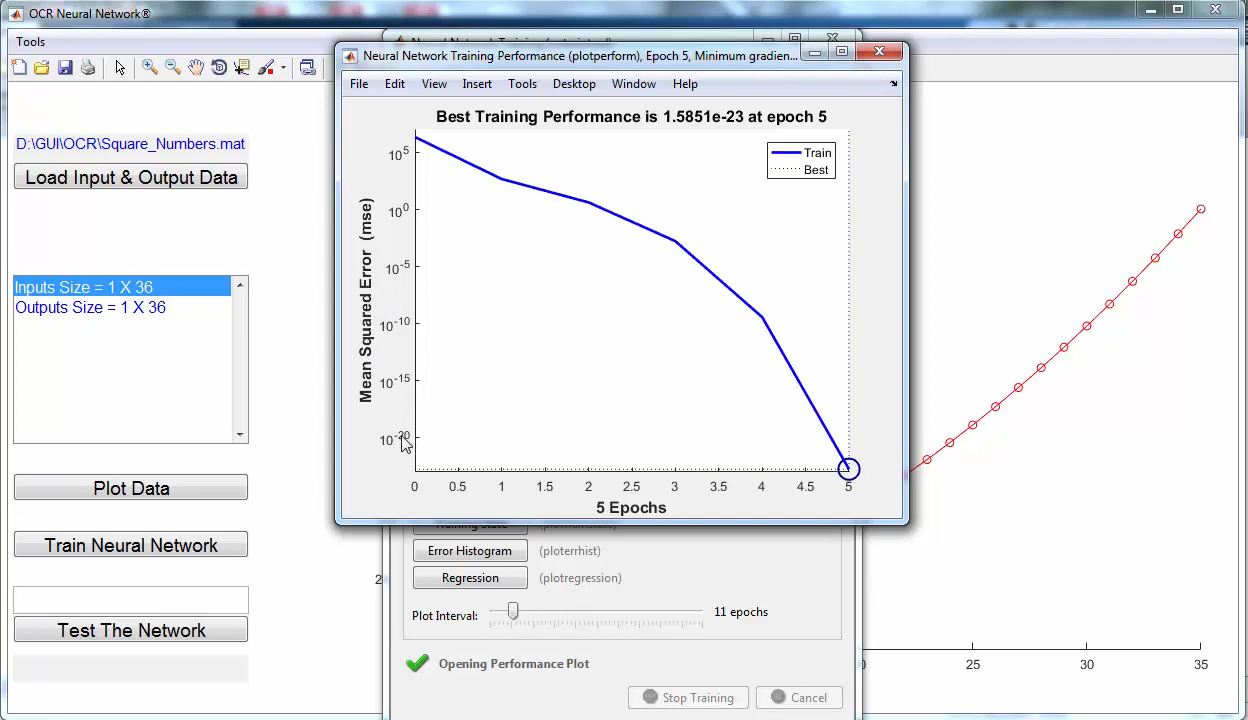 OCR Neural Network®
Tools
D:\GUI\OCR\Square_Numbers.mat
Load Input & Output Data
Inputs Size = 1 X 36
Outputs Size = 1 X 36
Plot Data
Train Neural Network
Test The Network
Neural Network Training Performance (plotperform), Epoch 5, Minimum gradien...
File Edit View Insert Tools Desktop Window Help
Best Training Performance is 1.5851e-23 at epoch 5
Train
Best
Mean Squared Error (mse)
10^5
10^0
10^-5
10^-10
10^-15
10^-20
0 0.5 1 1.5 2 2.5 3 3.5 4 4.5 5
5 Epochs
Error Histogram (ploterrhist)
Regression (plotregression)
Plot Interval: 11 epochs
Opening Performance Plot
Stop Training Cancel
25 30 35